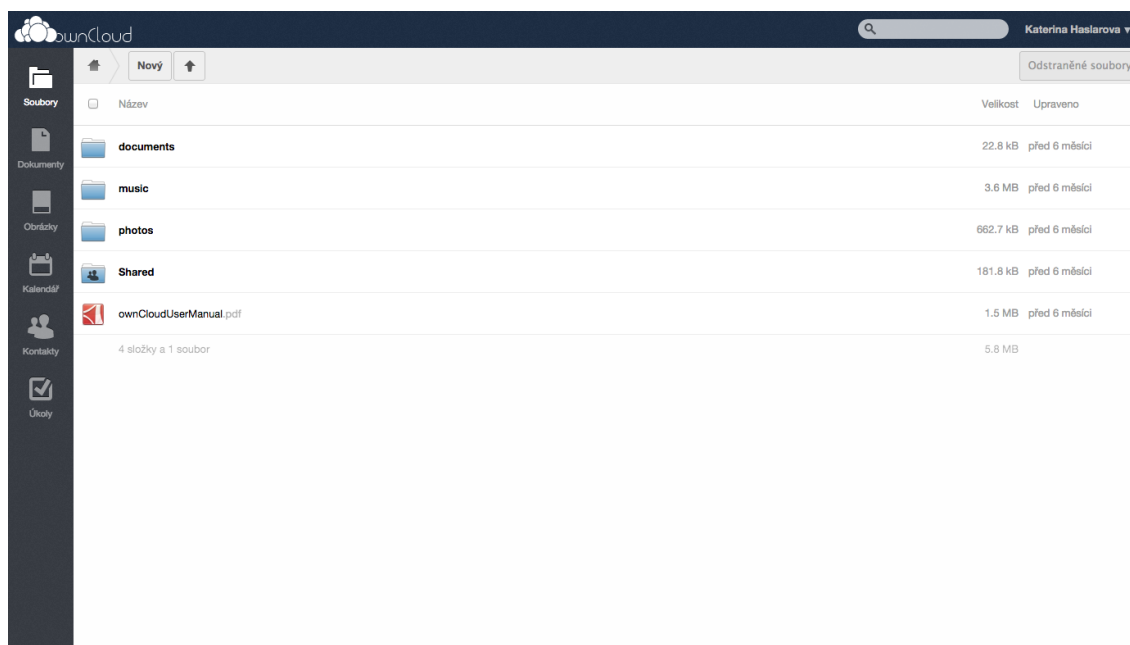 ownCloud
Katerina Haslarova
Nový
Odstraněné soubory
Název Velikost Upraveno
documents 22.8 kB před 6 měsíci
music 3.6 MB před 6 měsíci
photos 662.7 kB před 6 měsíci
Shared 181.8 kB před 6 měsíci
ownCloudUserManual.pdf 1.5 MB před 6 měsíci
4 složky a 1 soubor 5.8 MB
Soubory
Dokumenty
Obrázky
Kalendář
Kontakty
Úkoly